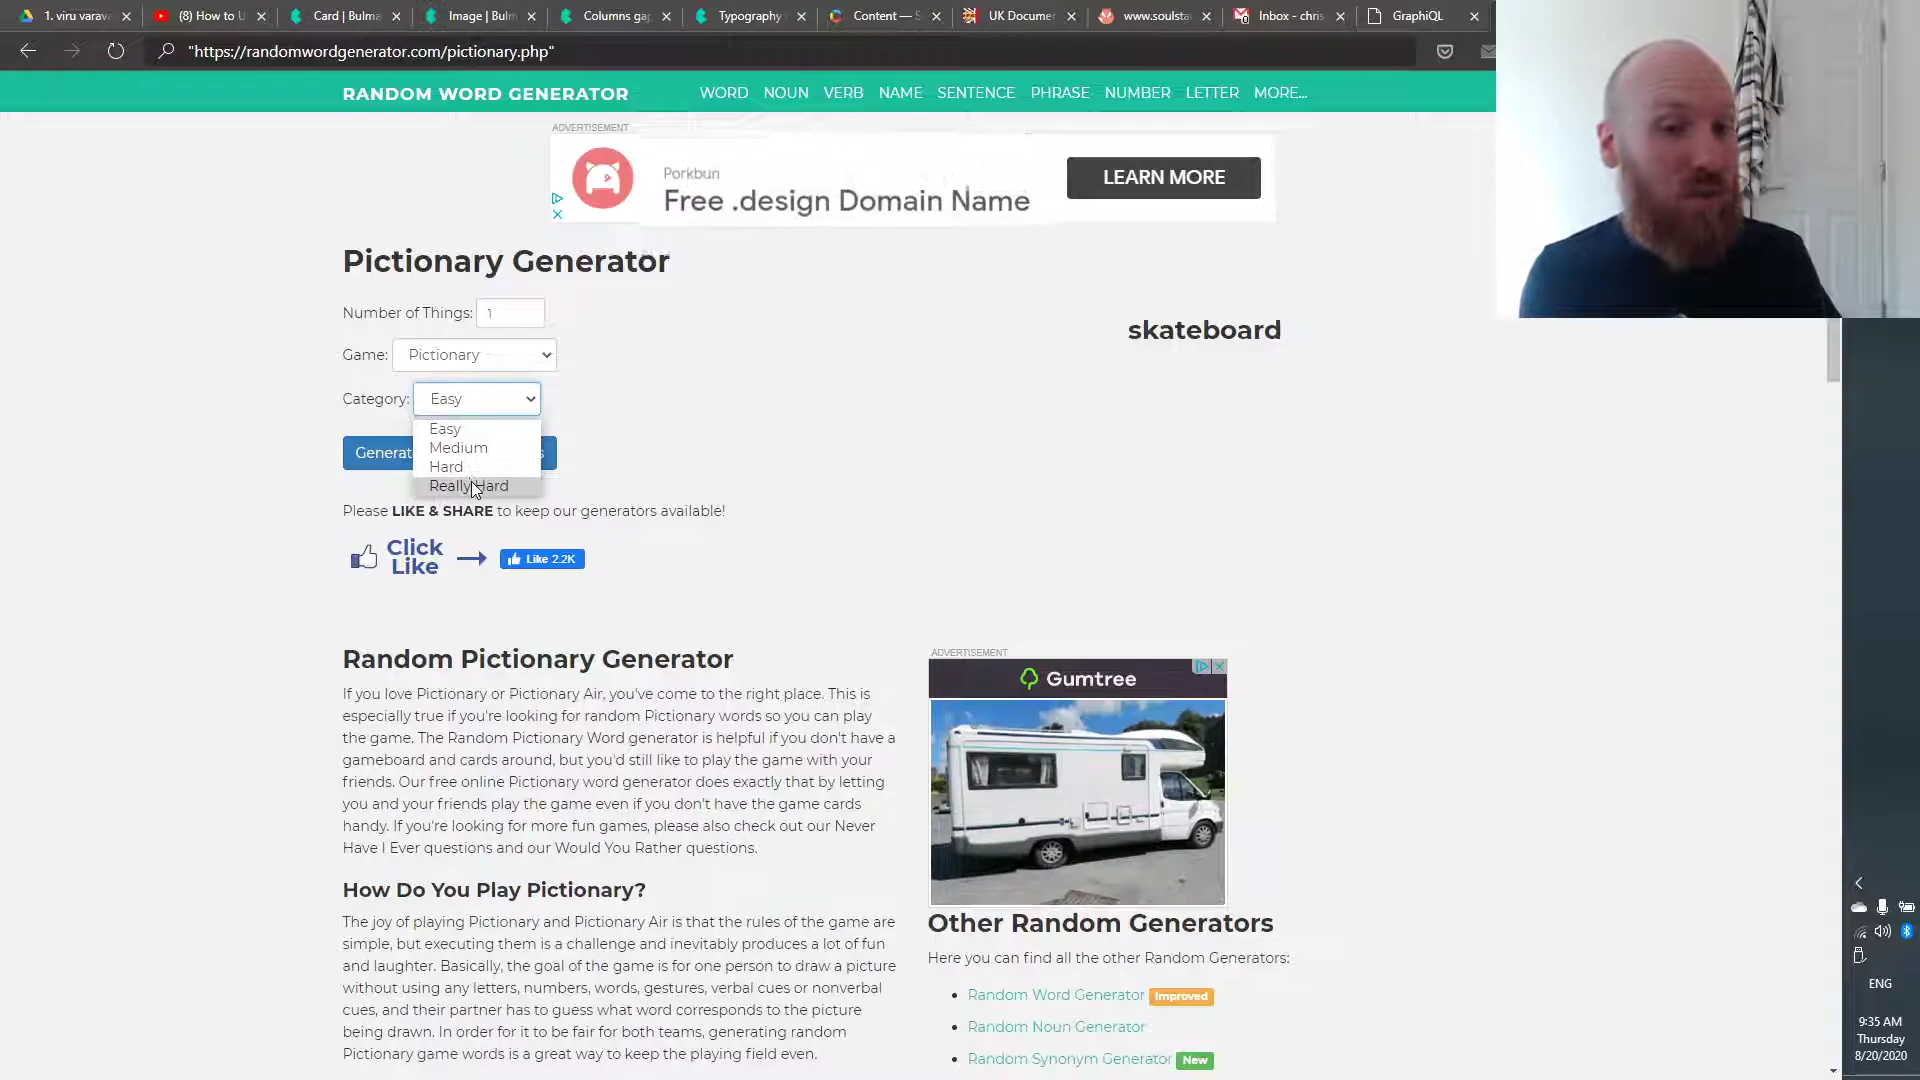 1. viru varava
(8) How to U
Card | Bulma
Image | Bulm
Columns gap
Typography
Content — S
UK Docume
www.soulsta
Inbox - chris
GraphiQL
"https://randomwordgenerator.com/pictionary.php"
RANDOM WORD GENERATOR
WORD NOUN VERB NAME SENTENCE PHRASE NUMBER LETTER MORE...
ADVERTISEMENT
Porkbun
Free .design Domain Name
LEARN MORE
Pictionary Generator
Number of Things: 1
skateboard
Game: Pictionary
Category: Easy
Easy
Medium
Hard
Really Hard
Generat s
Please LIKE & SHARE to keep our generators available!
Click
Like
Like 2.2K
Random Pictionary Generator
If you love Pictionary or Pictionary Air, you've come to the right place. This is
especially true if you're looking for random Pictionary words so you can play
the game. The Random Pictionary Word generator is helpful if you don't have a
gameboard and cards around, but you'd still like to play the game with your
friends. Our free online Pictionary word generator does exactly that by letting
you and your friends play the game even if you don't have the game cards
handy. If you're looking for more fun games, please also check out our Never
Have I Ever questions and our Would You Rather questions.
How Do You Play Pictionary?
The joy of playing Pictionary and Pictionary Air is that the rules of the game are
simple, but executing them is a challenge and inevitably produces a lot of fun
and laughter. Basically, the goal of the game is for one person to draw a picture
without using any letters, numbers, words, gestures, verbal cues or nonverbal
cues, and their partner has to guess what word corresponds to the picture
being drawn. In order for it to be fair for both teams, generating random
Pictionary game words is a great way to keep the playing field even.
ADVERTISEMENT
Gumtree
Other Random Generators
Here you can find all the other Random Generators:
Random Word Generator Improved
Random Noun Generator
Random Synonym Generator New
ENG
9:35 AM
Thursday
8/20/2020